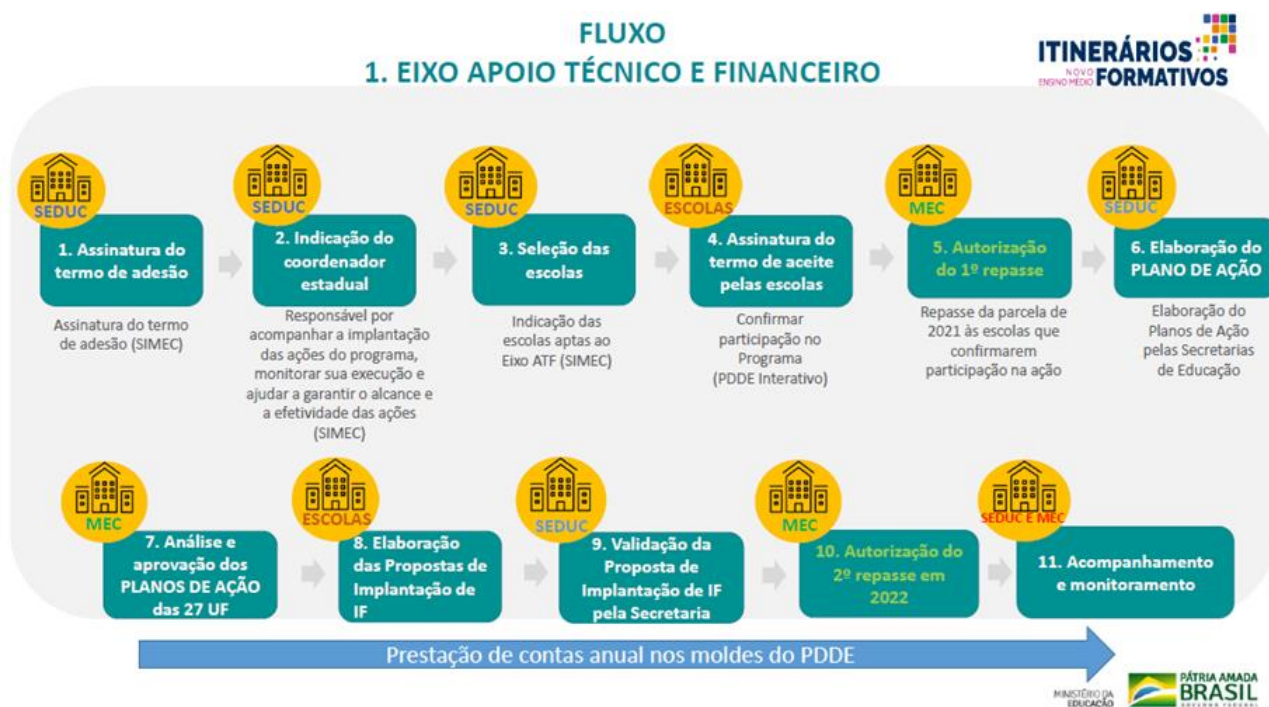 FLUXO
1. EIXO APOIO TÉCNICO E FINANCEIRO
ITINERÁRIOS
NOVO
ENSINO MÉDIO
FORMATIVOS
SEDUC
1. Assinatura do
termo de adesão
Assinatura do termo
de adesão (SIMEC)
SEDUC
2. Indicação do
coordenador
estadual
Responsável por
acompanhar a implantação
das ações do programa,
monitorar sua execução e
ajudar a garantir o alcance e
a efetividade das ações
(SIMEC)
SEDUC
3. Seleção das
escolas
Indicação das
escolas aptas ao
Eixo ATF (SIMEC)
ESCOLAS
4. Assinatura do
termo de aceite
pelas escolas
Confirmar
participação no
Programa
(PDDE Interativo)
MEC
5. Autorização
do 1º repasse
Repasse da parcela de
2021 às escolas que
confirmarem
participação na ação
SEDUC
6. Elaboração do
PLANO DE AÇÃO
Elaboração do
Planos de Ação
pelas Secretarias
de Educação
MEC
7. Análise e
aprovação dos
PLANOS DE AÇÃO
das 27 UF
ESCOLAS
8. Elaboração
das Propostas de
Implantação de
IF
SEDUC
9. Validação da
Proposta de
Implantação de IF
pela Secretaria
MEC
10. Autorização do
2º repasse em
2022
SEDUC E MEC
11. Acompanhamento
e monitoramento
Prestação de contas anual nos moldes do PDDE
MINISTÉRIO DA
EDUCAÇÃO
PÁTRIA AMADA
BRASIL
GOVERNO FEDERAL